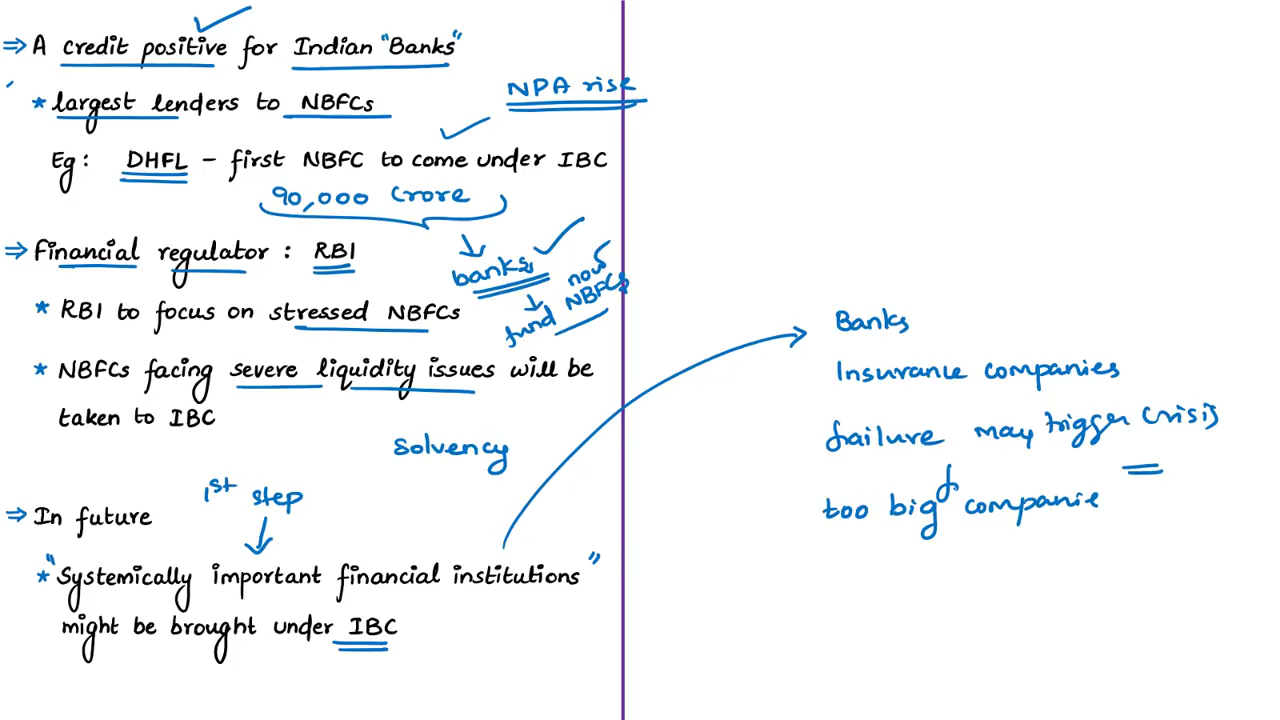 ⇒ A credit positive for Indian "Banks"
* largest lenders to NBFCs
NPA rise
Eg: DHFL – first NBFC to come under IBC
90,000 crore
⇒ Financial regulator : RBI
banks
now
fund NBFCs
* RBI to focus on stressed NBFCs
* NBFCs facing severe liquidity issues will be
taken to IBC
Solvency
1st step
⇒ In future
* "Systemically important financial institutions"
might be brought under IBC
Banks
Insurance companies
failure may trigger crisis
too big companie